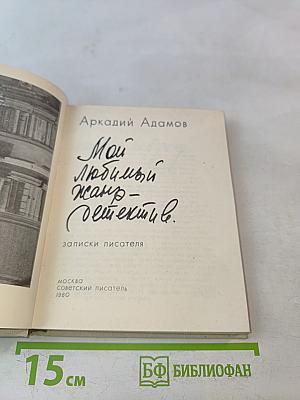 Аркадий Адамов
Мой
любимый
жанр–
детектив.
записки писателя
МОСКВА
СОВЕТСКИЙ ПИСАТЕЛЬ
1980
15 см
БФ БИБЛИОФАН